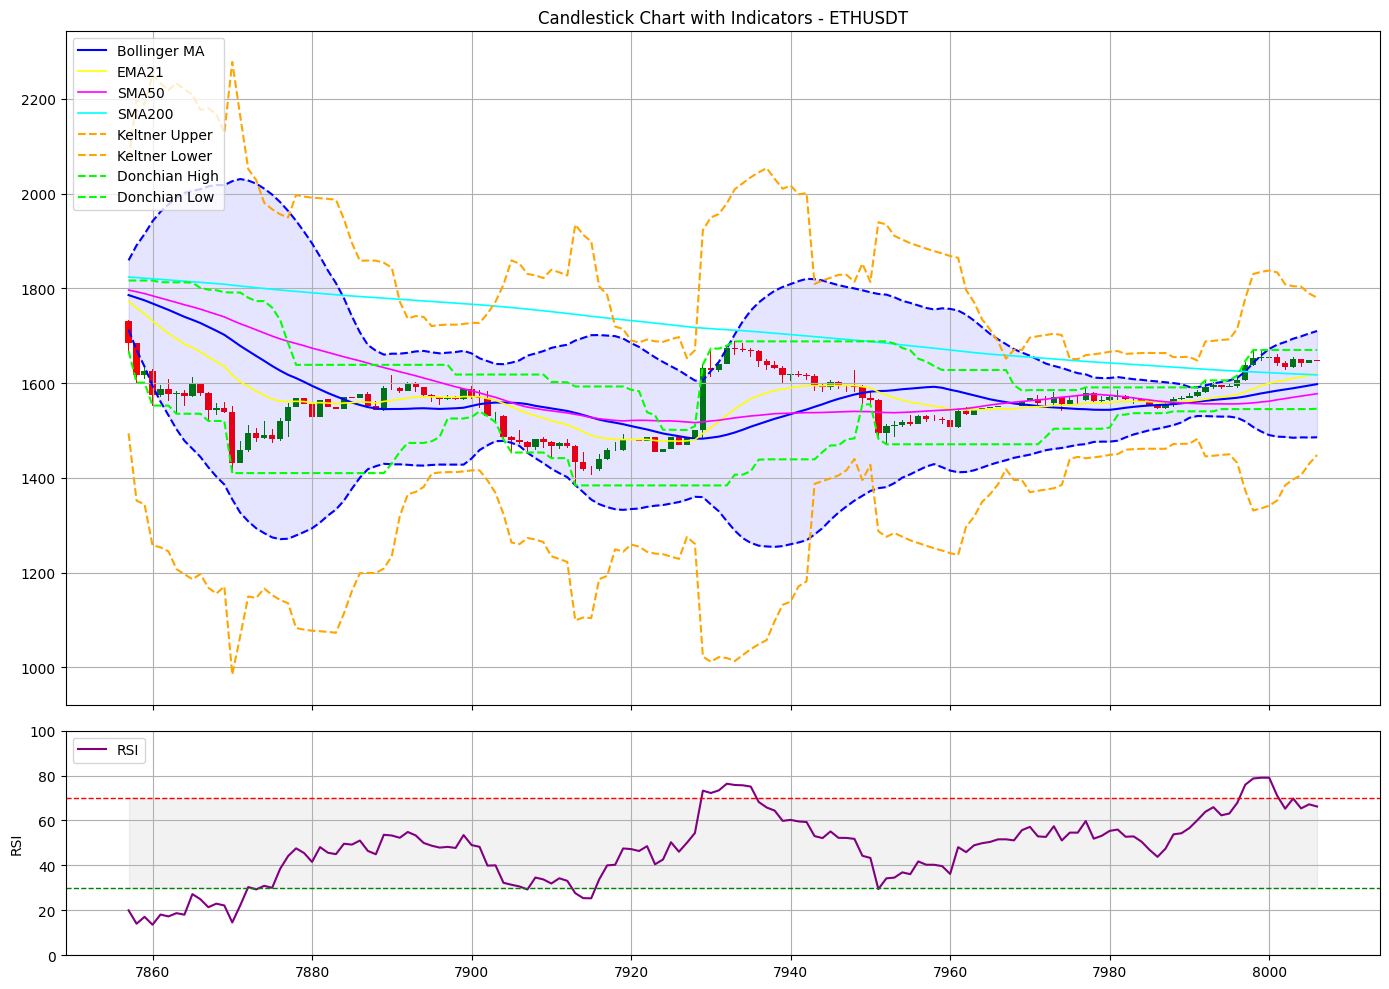 Candlestick Chart with Indicators - ETHUSDT
Bollinger MA
EMA21
SMA50
SMA200
Keltner Upper
Keltner Lower
Donchian High
Donchian Low
2200
2000
1800
1600
1400
1200
1000
RSI
100
80
60
40
20
0
RSI
7860 7880 7900 7920 7940 7960 7980 8000